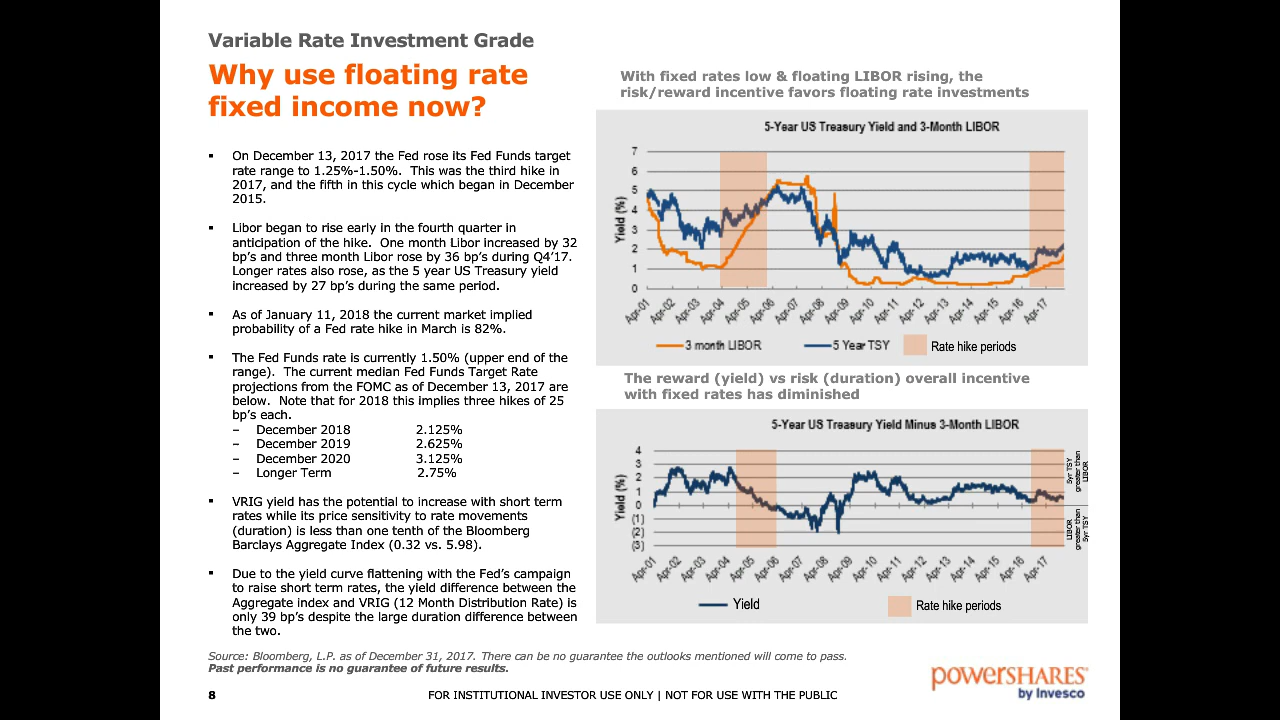 Variable Rate Investment Grade
Why use floating rate
fixed income now?
▪ On December 13, 2017 the Fed rose its Fed Funds target
rate range to 1.25%-1.50%. This was the third hike in
2017, and the fifth in this cycle which began in December
2015.
▪ Libor began to rise early in the fourth quarter in
anticipation of the hike. One month Libor increased by 32
bp's and three month Libor rose by 36 bp's during Q4'17.
Longer rates also rose, as the 5 year US Treasury yield
increased by 27 bp's during the same period.
▪ As of January 11, 2018 the current market implied
probability of a Fed rate hike in March is 82%.
▪ The Fed Funds rate is currently 1.50% (upper end of the
range). The current median Fed Funds Target Rate
projections from the FOMC as of December 13, 2017 are
below. Note that for 2018 this implies three hikes of 25
bp's each.
– December 2018 2.125%
– December 2019 2.625%
– December 2020 3.125%
– Longer Term 2.75%
▪ VRIG yield has the potential to increase with short term
rates while its price sensitivity to rate movements
(duration) is less than one tenth of the Bloomberg
Barclays Aggregate Index (0.32 vs. 5.98).
▪ Due to the yield curve flattening with the Fed's campaign
to raise short term rates, the yield difference between the
Aggregate index and VRIG (12 Month Distribution Rate) is
only 39 bp's despite the large duration difference between
the two.
With fixed rates low & floating LIBOR rising, the
risk/reward incentive favors floating rate investments
5-Year US Treasury Yield and 3-Month LIBOR
Yield (%)
7
6
5
4
3
2
1
0
Apr-01 Apr-02 Apr-03 Apr-04 Apr-05 Apr-06 Apr-07 Apr-08 Apr-09 Apr-10 Apr-11 Apr-12 Apr-13 Apr-14 Apr-15 Apr-16 Apr-17
3 month LIBOR 5 Year TSY Rate hike periods
The reward (yield) vs risk (duration) overall incentive
with fixed rates has diminished
5-Year US Treasury Yield Minus 3-Month LIBOR
Yield (%)
4
3
2
1
0
(1)
(2)
(3)
5yr TSY
greater than
LIBOR
LIBOR
greater than
5yr TSY
Apr-01 Apr-02 Apr-03 Apr-04 Apr-05 Apr-06 Apr-07 Apr-08 Apr-09 Apr-10 Apr-11 Apr-12 Apr-13 Apr-14 Apr-15 Apr-16 Apr-17
Yield Rate hike periods
Source: Bloomberg, L.P. as of December 31, 2017. There can be no guarantee the outlooks mentioned will come to pass.
Past performance is no guarantee of future results.
8 FOR INSTITUTIONAL INVESTOR USE ONLY | NOT FOR USE WITH THE PUBLIC
powersHares®
by Invesco